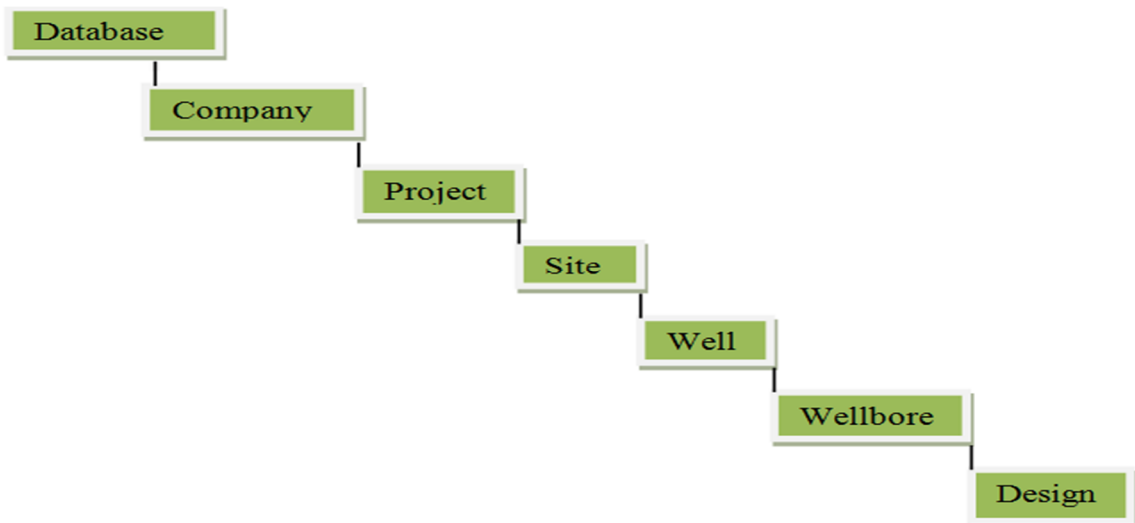 Database
Company
Project
Site
Well
Wellbore
Design